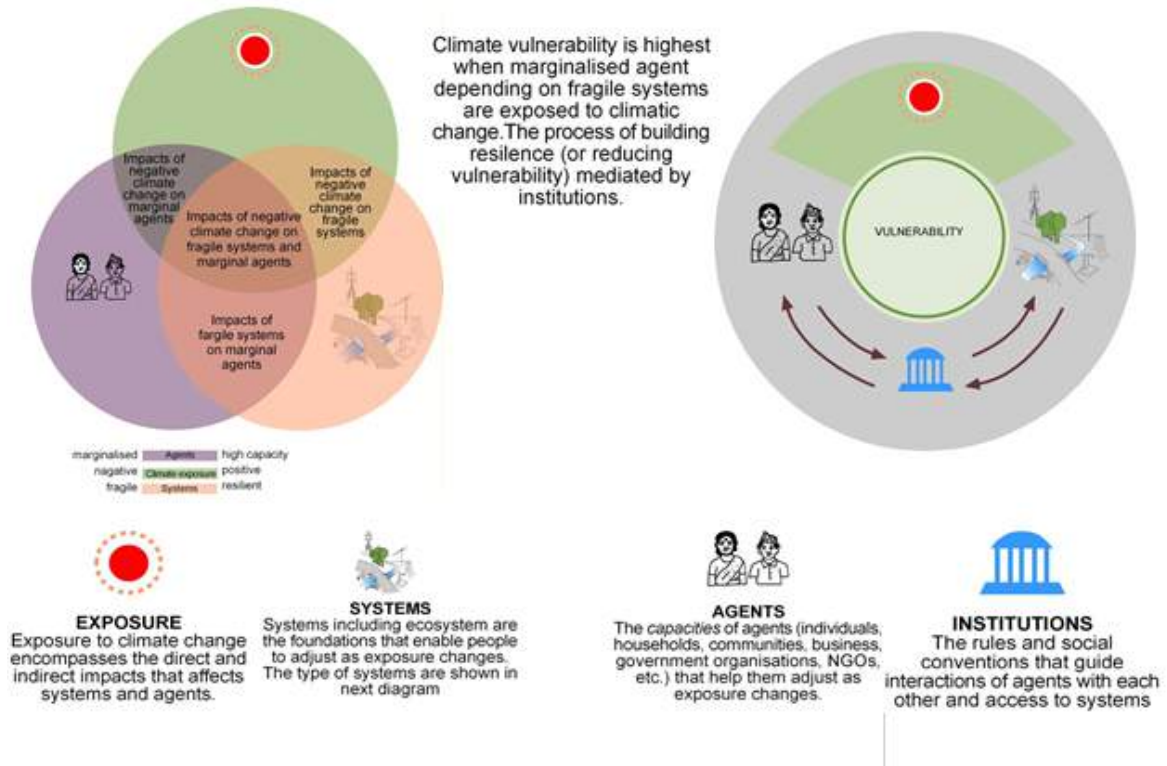 Climate vulnerability is highest
when marginalised agent
depending on fragile systems
are exposed to climatic
change.The process of building
resilence (or reducing
vulnerability) mediated by
institutions.
Impacts of
negative
climate
change on
marginal
agents
Impacts of
negative
climate
change on
fragile
systems
Impacts of negative
climate change on
fragile systems and
marginal agents
Impacts of
fargile systems
on marginal
agents
VULNERABILITY
marginalised Agents high capacity
nagative Climate exposure positive
fragile Systems resilient
EXPOSURE
Exposure to climate change
encompasses the direct and
indirect impacts that affects
systems and agents.
SYSTEMS
Systems including ecosystem are
the foundations that enable people
to adjust as exposure changes.
The type of systems are shown in
next diagram
AGENTS
The capacities of agents (individuals,
households, communities, business,
government organisations, NGOs,
etc.) that help them adjust as
exposure changes.
INSTITUTIONS
The rules and social
conventions that guide
interactions of agents with each
other and access to systems